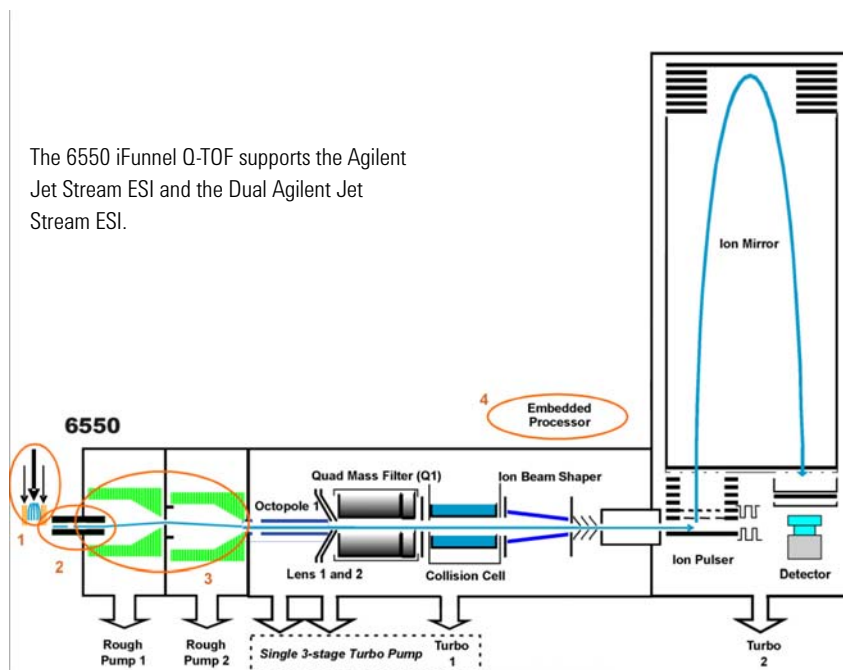 The 6550 iFunnel Q-TOF supports the Agilent
Jet Stream ESI and the Dual Agilent Jet
Stream ESI.
Ion Mirror
4
Embedded
Processor
6550
Quad Mass Filter (Q1)
Ion Beam Shaper
Octopole 1
1
2
3
Lens 1 and 2
Collision Cell
Ion Pulser
Detector
Rough
Pump 1
Rough
Pump 2
Single 3-stage Turbo Pump
Turbo
1
Turbo
2